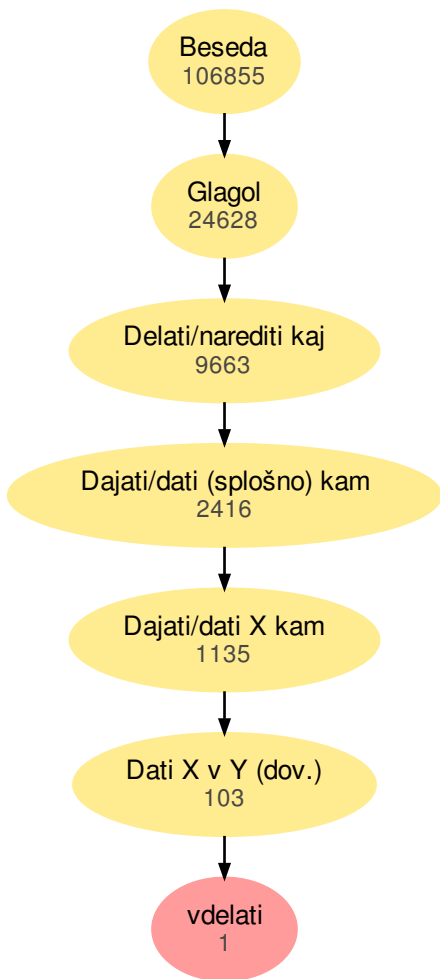 Beseda
106855
Glagol
24628
Delati/narediti kaj
9663
Dajati/dati (splošno) kam
2416
Dajati/dati X kam
1135
Dati X v Y (dov.)
103
vdelati
1